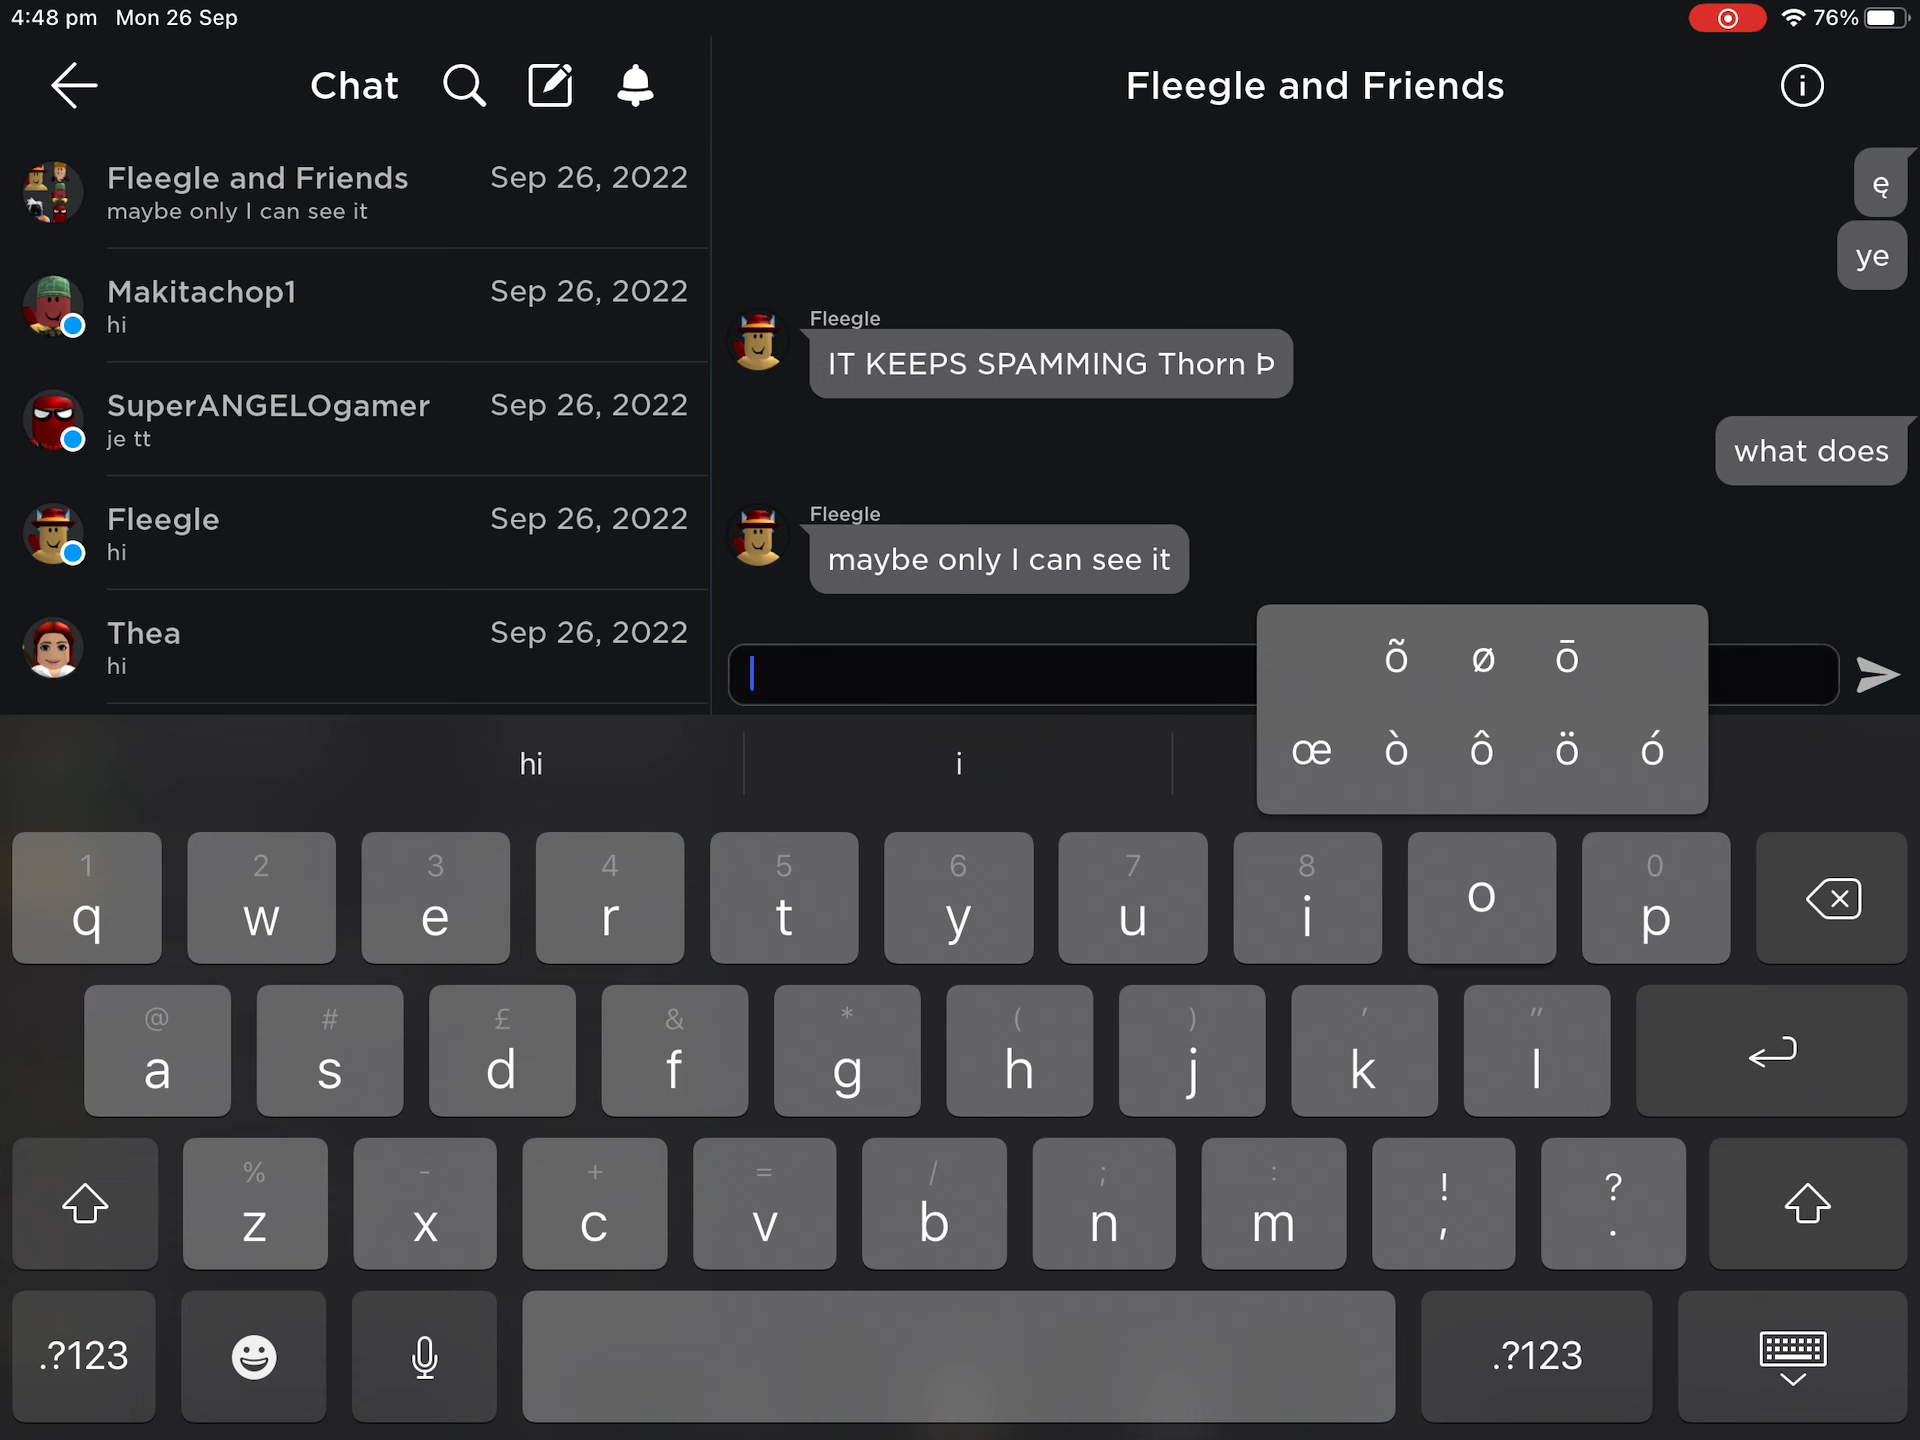 4:48 pm Mon 26 Sep
76%
Chat
Fleegle and Friends Sep 26, 2022
maybe only I can see it
Makitachop1 Sep 26, 2022
hi
SuperANGELOgamer Sep 26, 2022
je tt
Fleegle Sep 26, 2022
hi
Thea Sep 26, 2022
hi
Fleegle and Friends
ę
ye
Fleegle
IT KEEPS SPAMMING Thorn Þ
what does
Fleegle
maybe only I can see it
õ ø ō
œ ò ô ö ó
hi i
1 2 3 4 5 6 7 8 0
q w e r t y u i o p
@ # £ & * ( ) ' "
a s d f g h j k l
% - + = / ; : ! ?
z x c v b n m , .
.?123 .?123